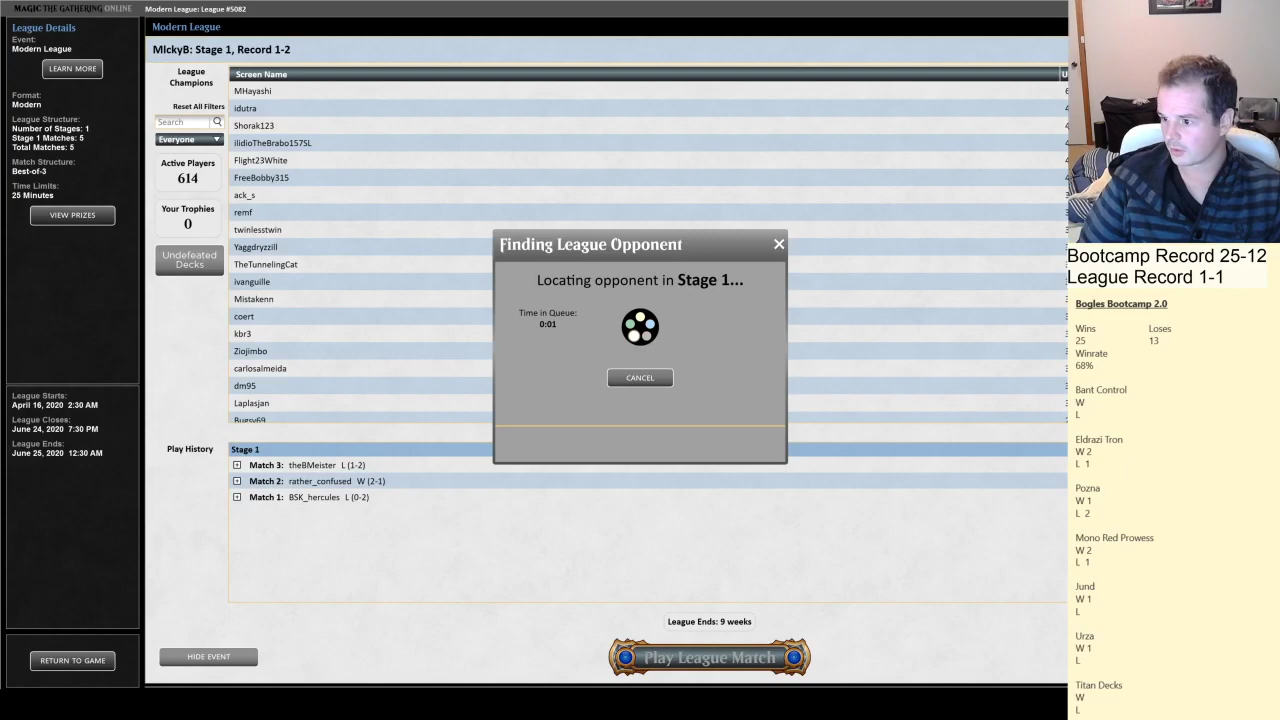 MAGIC THE GATHERING ONLINE
Modern League: League #5082
League Details
Event:
Modern League
LEARN MORE
Format:
Modern
League Structure:
Number of Stages: 1
Stage 1 Matches: 5
Total Matches: 5
Match Structure:
Best-of-3
Time Limits:
25 Minutes
VIEW PRIZES
League Starts:
April 16, 2020 2:30 AM
League Closes:
June 24, 2020 7:30 PM
League Ends:
June 25, 2020 12:30 AM
RETURN TO GAME
Modern League
MIckyB: Stage 1, Record 1-2
League
Champions
Reset All Filters
Search
Everyone
Active Players
614
Your Trophies
0
Undefeated
Decks
Screen Name
MHayashi
idutra
Shorak123
ilidioTheBrabo157SL
Flight23White
FreeBobby315
ack_s
remf
twinlesstwin
Yaggdryzzill
TheTunnelingCat
ivanguille
Mistakenn
coert
kbr3
Ziojimbo
carlosalmeida
dm95
Laplasjan
Bugsy69
Finding League Opponent
Locating opponent in Stage 1...
Time in Queue:
0:01
CANCEL
Play History
Stage 1
Match 3: theBMeister L (1-2)
Match 2: rather_confused W (2-1)
Match 1: BSK_hercules L (0-2)
League Ends: 9 weeks
HIDE EVENT
Play League Match
Bootcamp Record 25-12
League Record 1-1
Bogles Bootcamp 2.0
Wins Loses
25 13
Winrate
68%
Bant Control
W
L
Eldrazi Tron
W 2
L 1
Pozna
W 1
L 2
Mono Red Prowess
W 2
L 1
Jund
W 1
L
Urza
W 1
L
Titan Decks
W
L